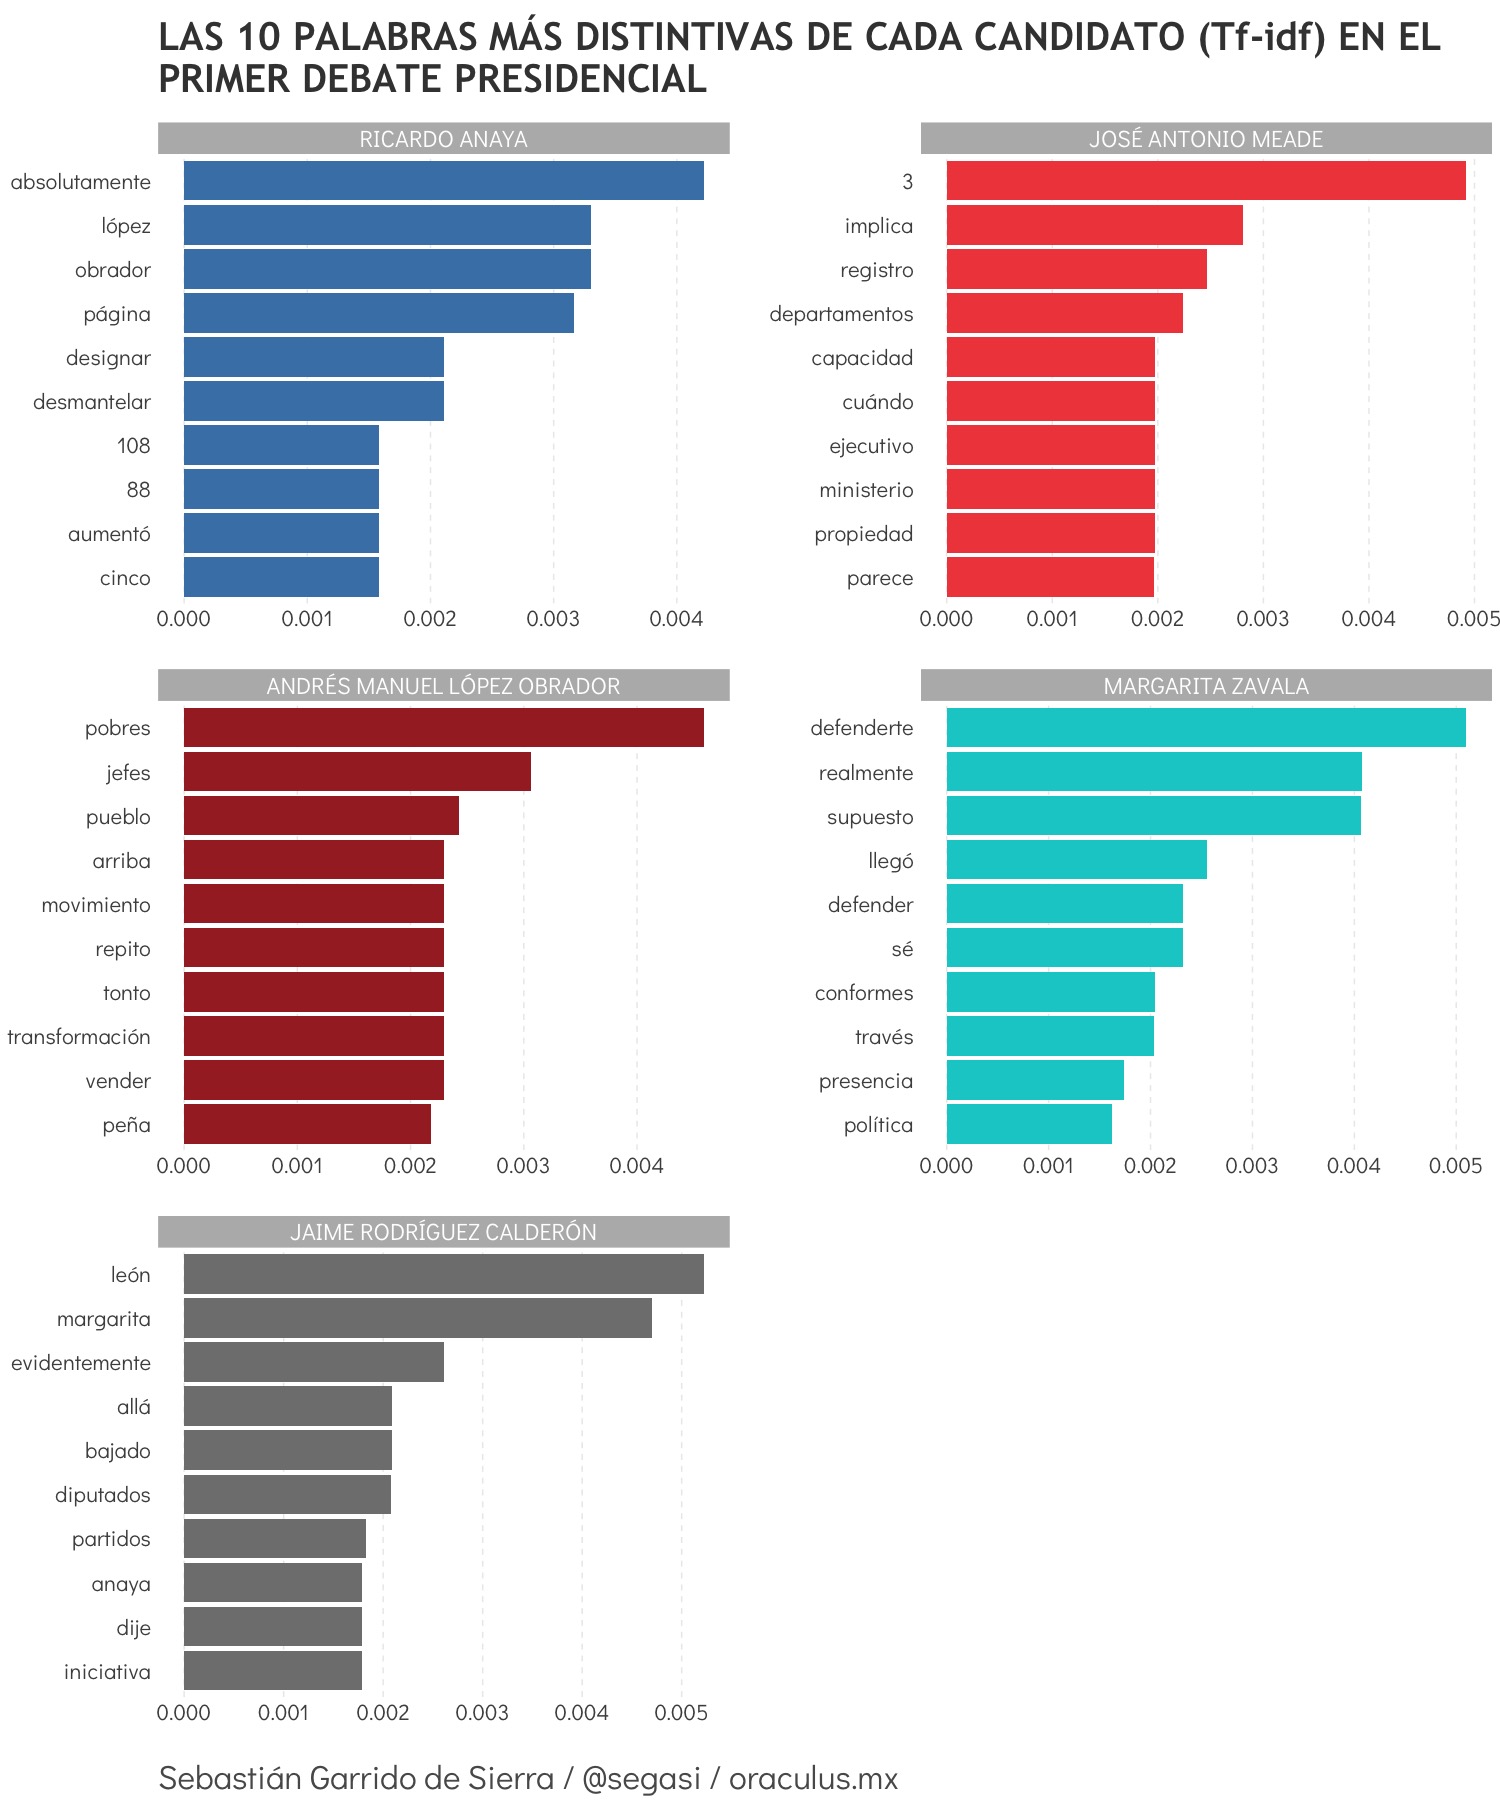 LAS 10 PALABRAS MÁS DISTINTIVAS DE CADA CANDIDATO (Tf-idf) EN EL
PRIMER DEBATE PRESIDENCIAL
RICARDO ANAYA
absolutamente
lópez
obrador
página
designar
desmantelar
108
88
aumentó
cinco
0.000 0.001 0.002 0.003 0.004
JOSÉ ANTONIO MEADE
3
implica
registro
departamentos
capacidad
cuándo
ejecutivo
ministerio
propiedad
parece
0.000 0.001 0.002 0.003 0.004 0.005
ANDRÉS MANUEL LÓPEZ OBRADOR
pobres
jefes
pueblo
arriba
movimiento
repito
tonto
transformación
vender
peña
0.000 0.001 0.002 0.003 0.004
MARGARITA ZAVALA
defenderte
realmente
supuesto
llegó
defender
sé
conformes
través
presencia
política
0.000 0.001 0.002 0.003 0.004 0.005
JAIME RODRÍGUEZ CALDERÓN
león
margarita
evidentemente
allá
bajado
diputados
partidos
anaya
dije
iniciativa
0.000 0.001 0.002 0.003 0.004 0.005
Sebastián Garrido de Sierra / @segasi / oraculus.mx